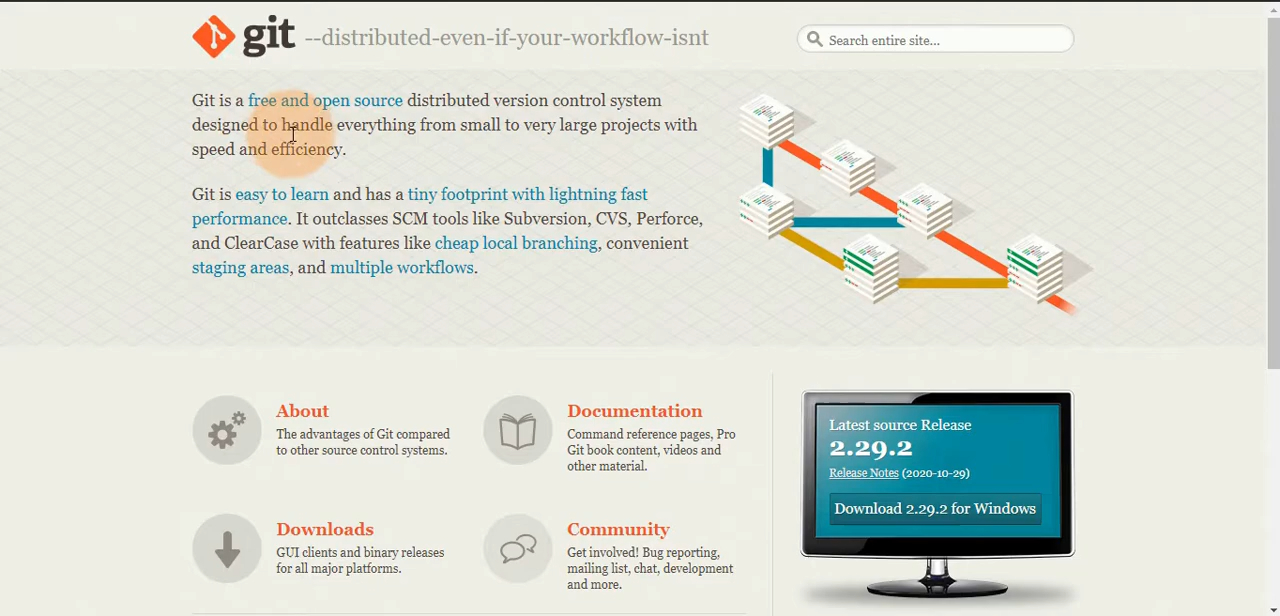 git --distributed-even-if-your-workflow-isnt
Search entire site...
Git is a free and open source distributed version control system
designed to handle everything from small to very large projects with
speed and efficiency.
Git is easy to learn and has a tiny footprint with lightning fast
performance. It outclasses SCM tools like Subversion, CVS, Perforce,
and ClearCase with features like cheap local branching, convenient
staging areas, and multiple workflows.
About
The advantages of Git compared
to other source control systems.
Documentation
Command reference pages, Pro
Git book content, videos and
other material.
Downloads
GUI clients and binary releases
for all major platforms.
Community
Get involved! Bug reporting,
mailing list, chat, development
and more.
Latest source Release
2.29.2
Release Notes (2020-10-29)
Download 2.29.2 for Windows